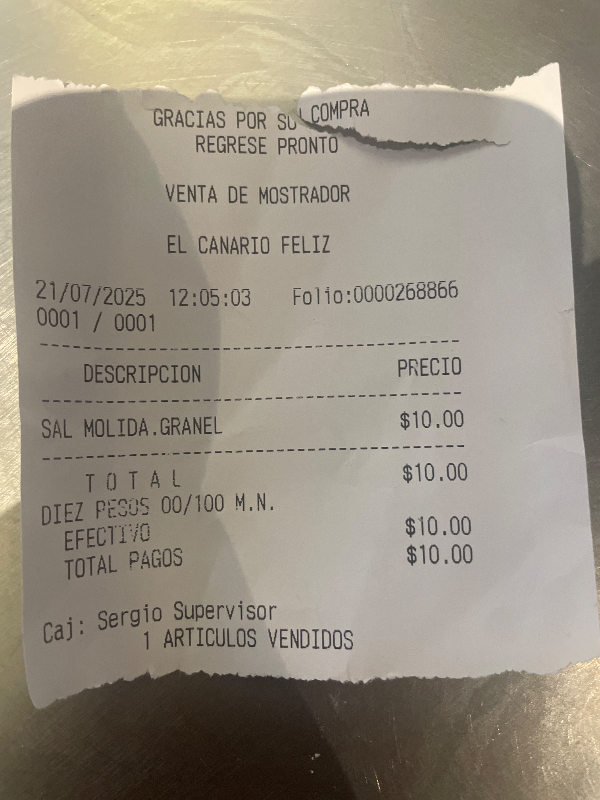 GRACIAS POR SU COMPRA
REGRESE PRONTO
VENTA DE MOSTRADOR
EL CANARIO FELIZ
21/07/2025 12:05:03 Folio:0000268866
0001 / 0001
DESCRIPCION PRECIO
SAL MOLIDA.GRANEL $10.00
T O T A L $10.00
DIEZ PESOS 00/100 M.N.
EFECTIVO $10.00
TOTAL PAGOS $10.00
Caj: Sergio Supervisor
1 ARTICULOS VENDIDOS